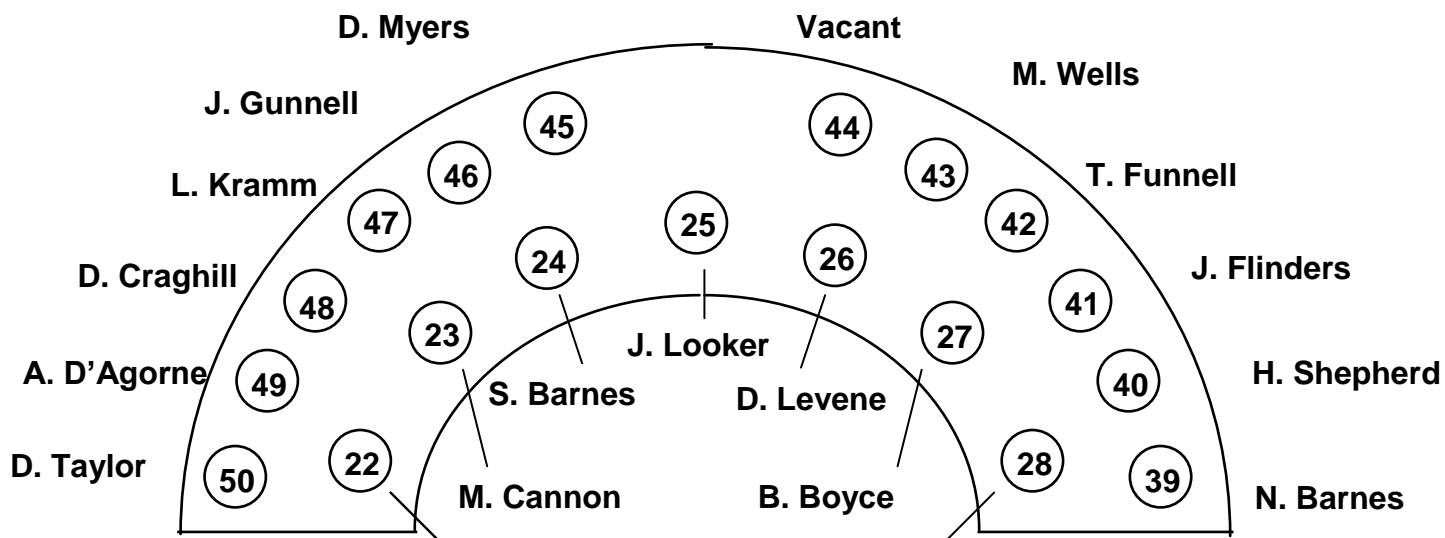 D. Myers
Vacant
M. Wells
J. Gunnell
45
44
46
43
L. Kramm
T. Funnell
47
42
25
24
26
D. Craghill
J. Flinders
48
41
23
27
J. Looker
A. D'Agorne
49
40
H. Shepherd
S. Barnes
D. Levene
D. Taylor
50
22
28
39
M. Cannon
B. Boyce
N. Barnes